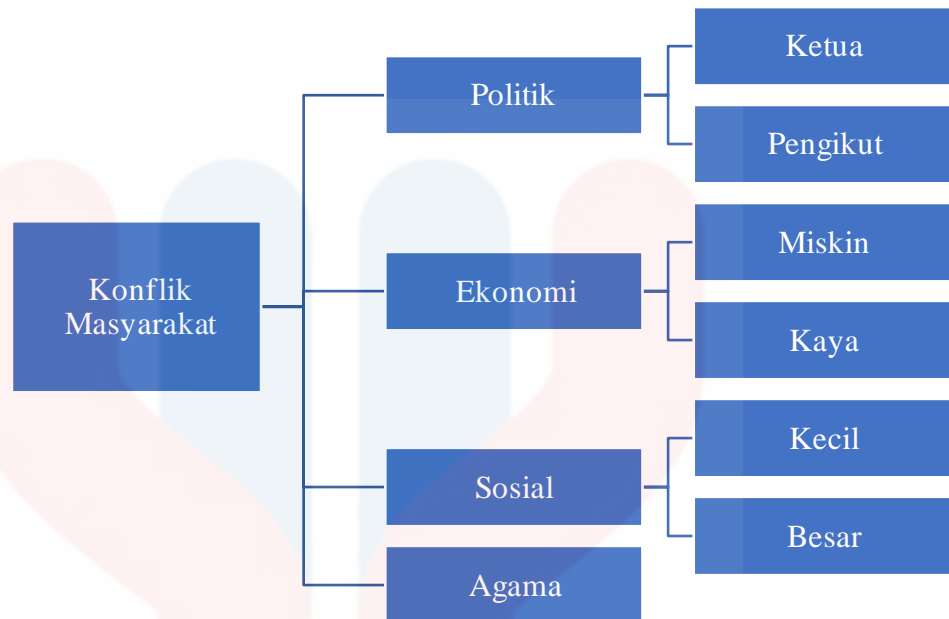 Konflik
Masyarakat
Politik
Ketua
Pengikut
Ekonomi
Miskin
Kaya
Sosial
Kecil
Besar
Agama